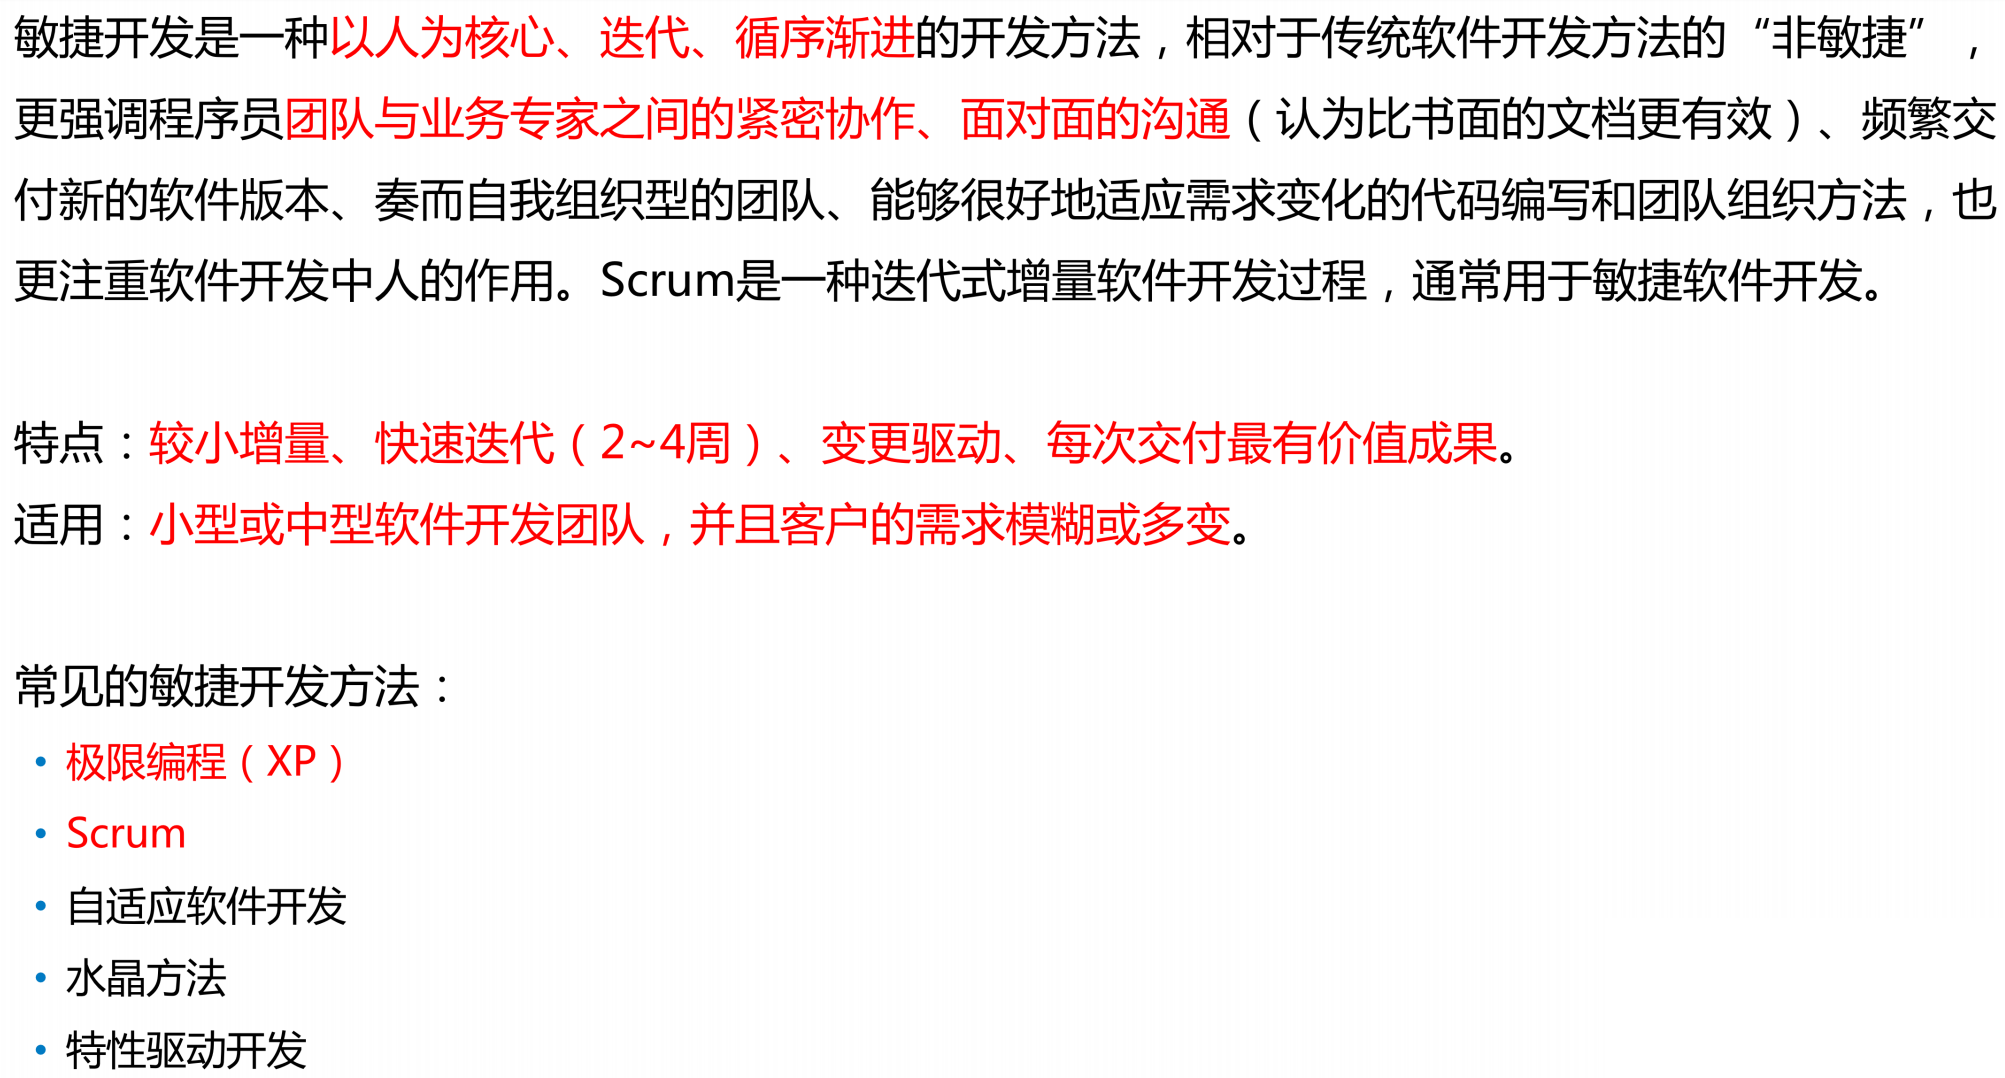 敏捷开发是一种以人为核心、迭代、循序渐进的开发方法，相对于传统软件开发方法的“非敏捷”，
更强调程序员团队与业务专家之间的紧密协作、面对面的沟通（认为比书面的文档更有效）、频繁交
付新的软件版本、奏而自我组织型的团队、能够很好地适应需求变化的代码编写和团队组织方法，也
更注重软件开发中人的作用。Scrum是一种迭代式增量软件开发过程，通常用于敏捷软件开发。
特点：较小增量、快速迭代（2~4周）、变更驱动、每次交付最有价值成果。
适用：小型或中型软件开发团队，并且客户的需求模糊或多变。
常见的敏捷开发方法：
• 极限编程（XP）
• Scrum
• 自适应软件开发
• 水晶方法
• 特性驱动开发